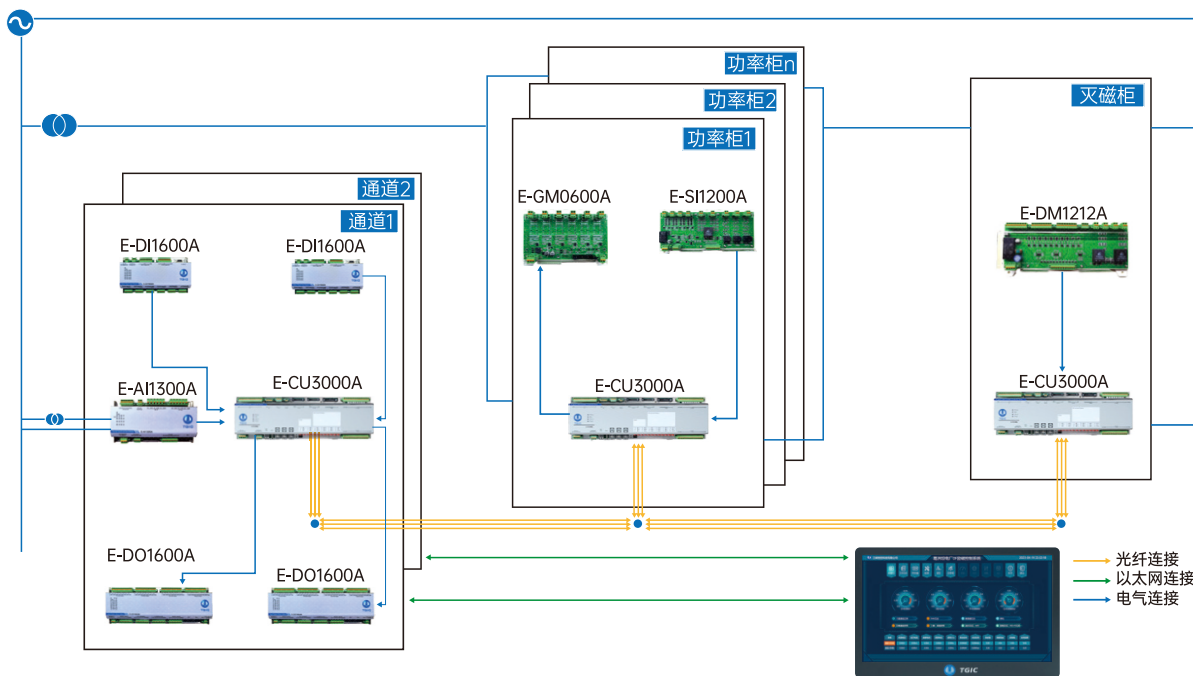 功率柜n
功率柜2
功率柜1
灭磁柜
通道2
通道1
E-GM0600A
E-SI1200A
E-DM1212A
E-DI1600A
E-DI1600A
E-AI1300A
E-CU3000A
E-CU3000A
E-CU3000A
E-DO1600A
E-DO1600A
光纤连接
以太网连接
电气连接
TGIC